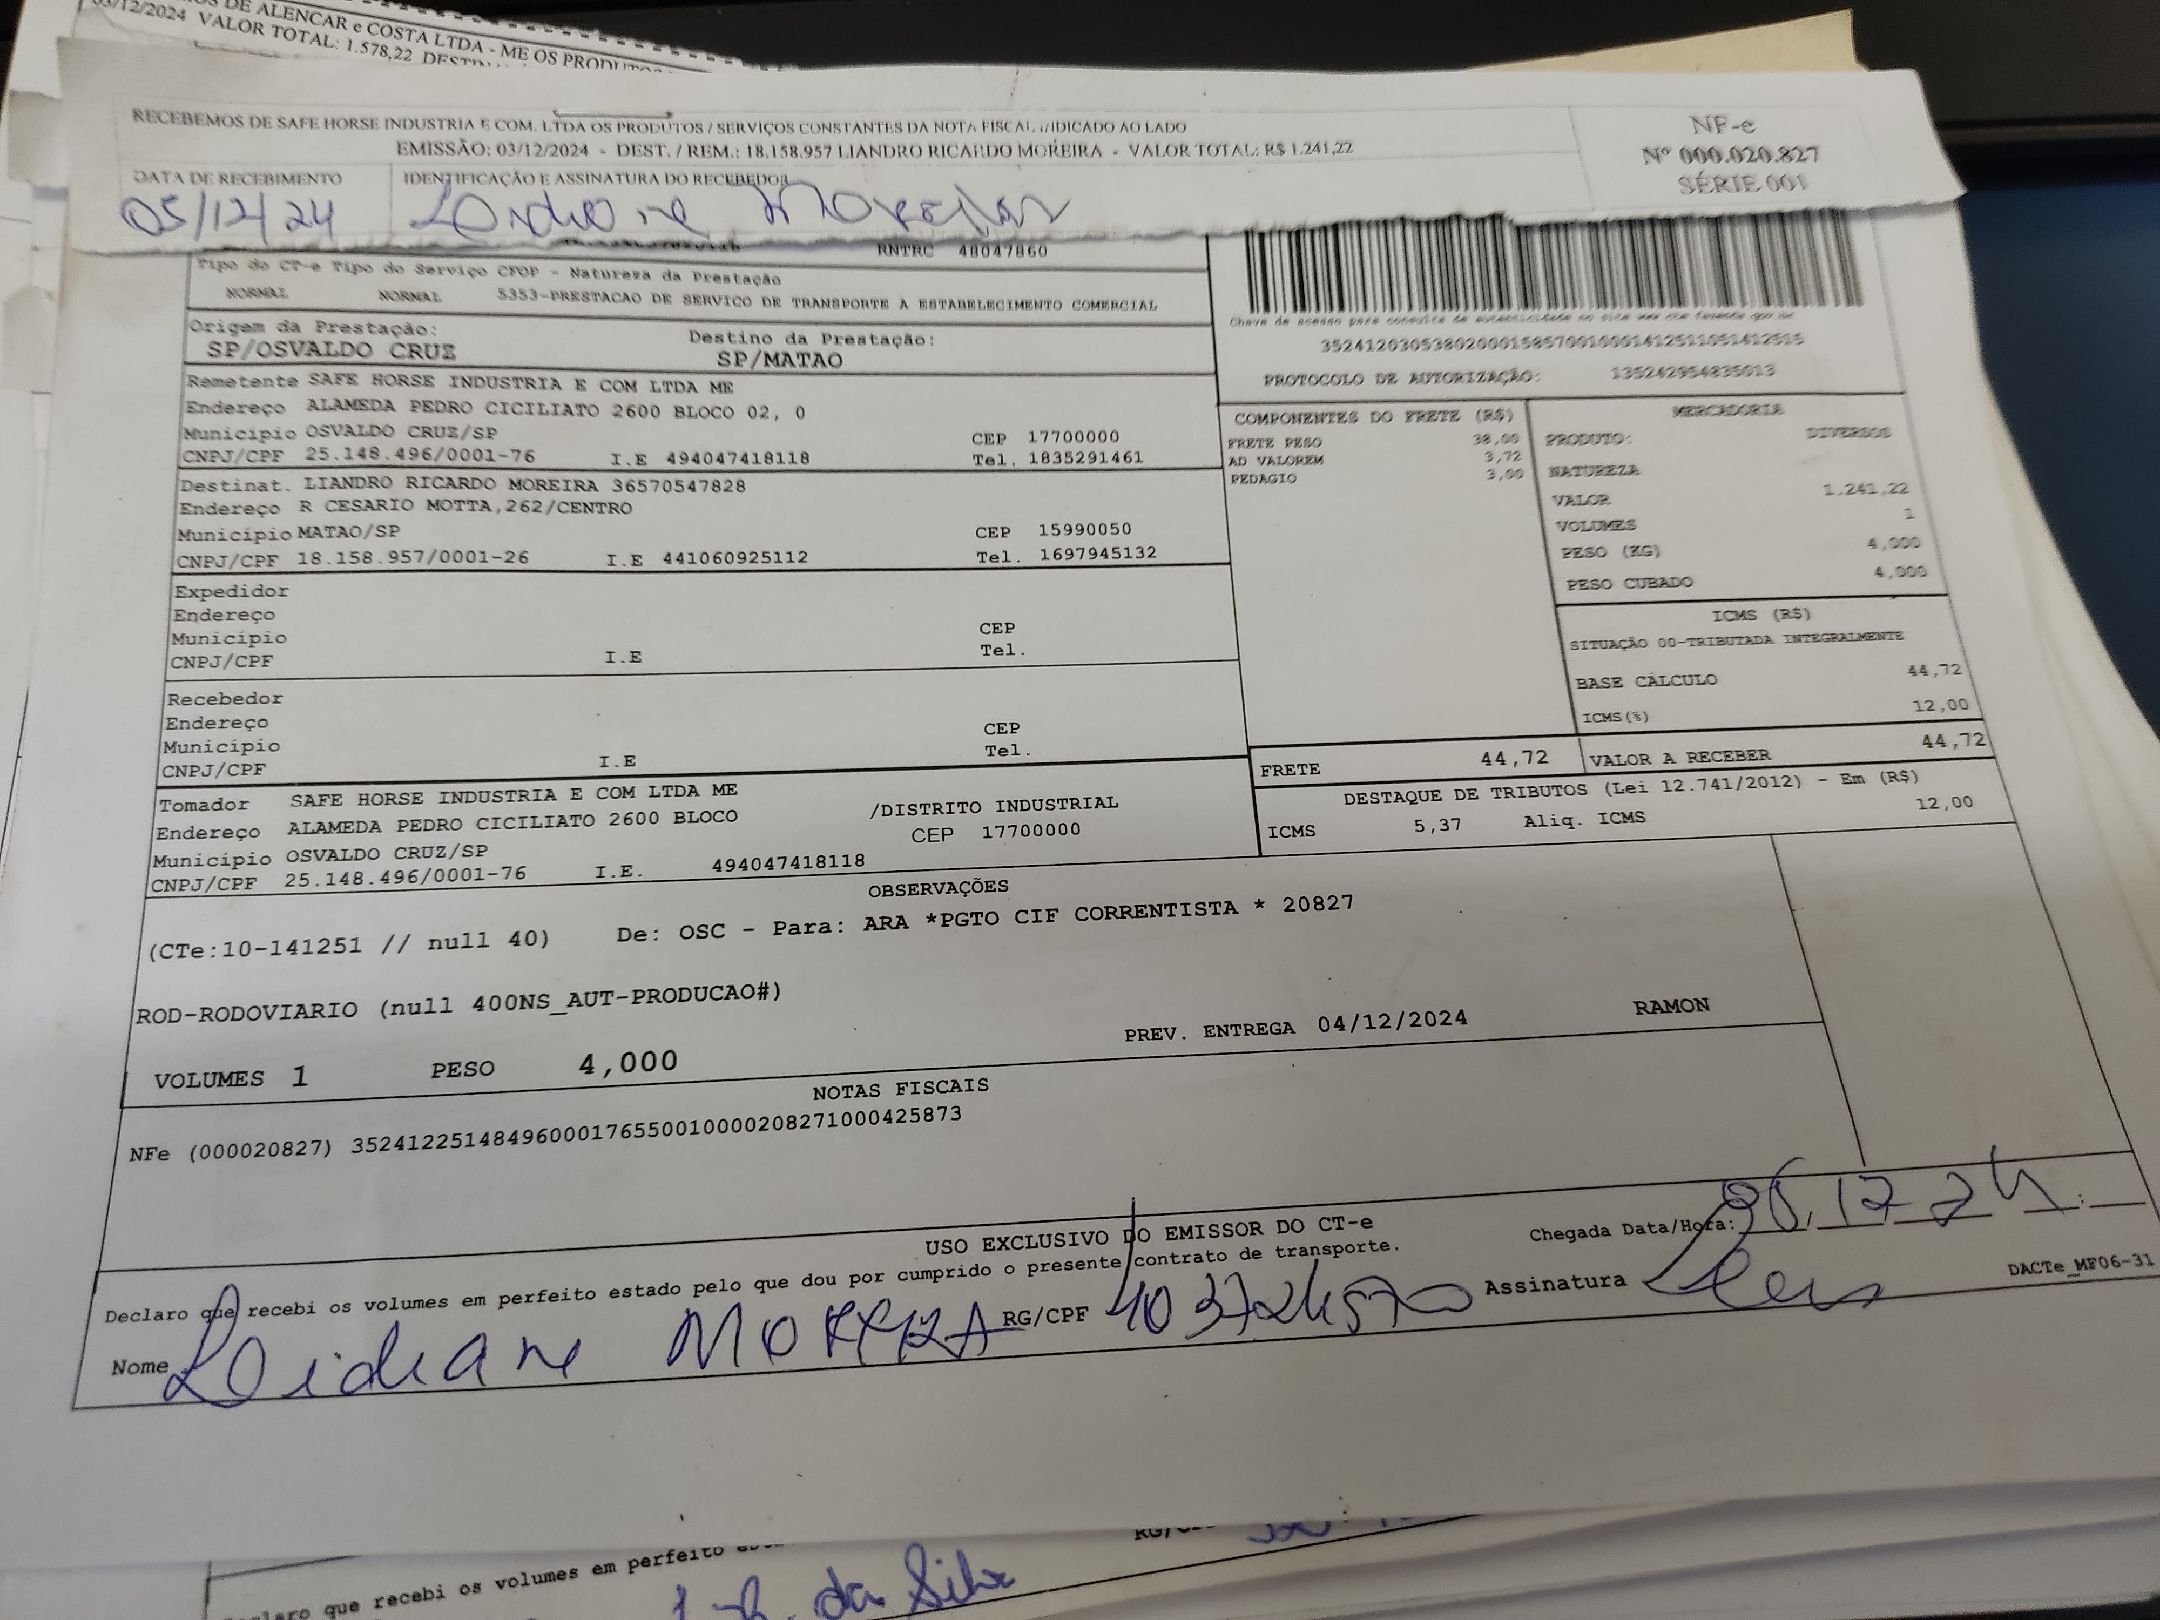 03/12/2024 VALOR TOTAL: 1.578,22
DE ALENCAR e COSTA LTDA - ME OS PRODUTOS
RECEBEMOS DE SAFE HORSE INDUSTRIA E COM. LTDA OS PRODUTOS / SERVIÇOS CONSTANTES DA NOTA FISCAL INDICADO AO LADO
EMISSÃO: 03/12/2024 - DEST. / REM.: 18.158.957 LIANDRO RICARDO MOREIRA - VALOR TOTAL: R$ 1.241,22
NF-e
Nº 000.020.827
SÉRIE 001
DATA DE RECEBIMENTO
05/12/24
IDENTIFICAÇÃO E ASSINATURA DO RECEBEDOR
RNTRC 48047860
Tipo do CT-e Tipo do Serviço CFOP - Natureza da Prestação
NORMAL NORMAL 5353-PRESTACAO DE SERVICO DE TRANSPORTE A ESTABELECIMENTO COMERCIAL
Origem da Prestação: Destino da Prestação:
SP/OSVALDO CRUZ SP/MATAO
Remetente SAFE HORSE INDUSTRIA E COM LTDA ME
Endereço ALAMEDA PEDRO CICILIATO 2600 BLOCO 02, 0
Município OSVALDO CRUZ/SP CEP 17700000
CNPJ/CPF 25.148.496/0001-76 I.E 494047418118 Tel. 1835291461
Destinat. LIANDRO RICARDO MOREIRA 36570547828
Endereço R CESARIO MOTTA,262/CENTRO
Município MATAO/SP CEP 15990050
CNPJ/CPF 18.158.957/0001-26 I.E 441060925112 Tel. 1697945132
Expedidor
Endereço
Município CEP
CNPJ/CPF I.E Tel.
Recebedor
Endereço
Município CEP
CNPJ/CPF I.E Tel.
Tomador SAFE HORSE INDUSTRIA E COM LTDA ME
Endereço ALAMEDA PEDRO CICILIATO 2600 BLOCO /DISTRITO INDUSTRIAL
Município OSVALDO CRUZ/SP CEP 17700000
CNPJ/CPF 25.148.496/0001-76 I.E. 494047418118
Chave de acesso para consulta de autenticidade no site
35241203053802000158570010001412511051412515
PROTOCOLO DE AUTORIZAÇÃO: 135242954835013
COMPONENTES DO FRETE (R$)
FRETE PESO 38,00
AD VALOREM 3,72
PEDAGIO 3,00
MERCADORIA
PRODUTO: DIVERSOS
NATUREZA
VALOR 1.241,22
VOLUMES 1
PESO (KG) 4,000
PESO CUBADO 4,000
ICMS (R$)
SITUAÇÃO 00-TRIBUTADA INTEGRALMENTE
BASE CÁLCULO 44,72
ICMS(%) 12,00
FRETE 44,72 VALOR A RECEBER 44,72
DESTAQUE DE TRIBUTOS (Lei 12.741/2012) - Em (R$)
ICMS 5,37 Aliq. ICMS 12,00
OBSERVAÇÕES
(CTe:10-141251 // null 40) De: OSC - Para: ARA *PGTO CIF CORRENTISTA * 20827
ROD-RODOVIARIO (null 400NS_AUT-PRODUCAO#)
PREV. ENTREGA 04/12/2024 RAMON
VOLUMES 1 PESO 4,000
NOTAS FISCAIS
NFe (000020827) 35241225148496000176550010000208271000425873
USO EXCLUSIVO DO EMISSOR DO CT-e
Chegada Data/Hora: 12 24 :
Declaro que recebi os volumes em perfeito estado pelo que dou por cumprido o presente contrato de transporte.
DACTe_MF06-31
Nome Leidiane MOREIRA RG/CPF Assinatura
Declaro que recebi os volumes em perfeito
da Silva